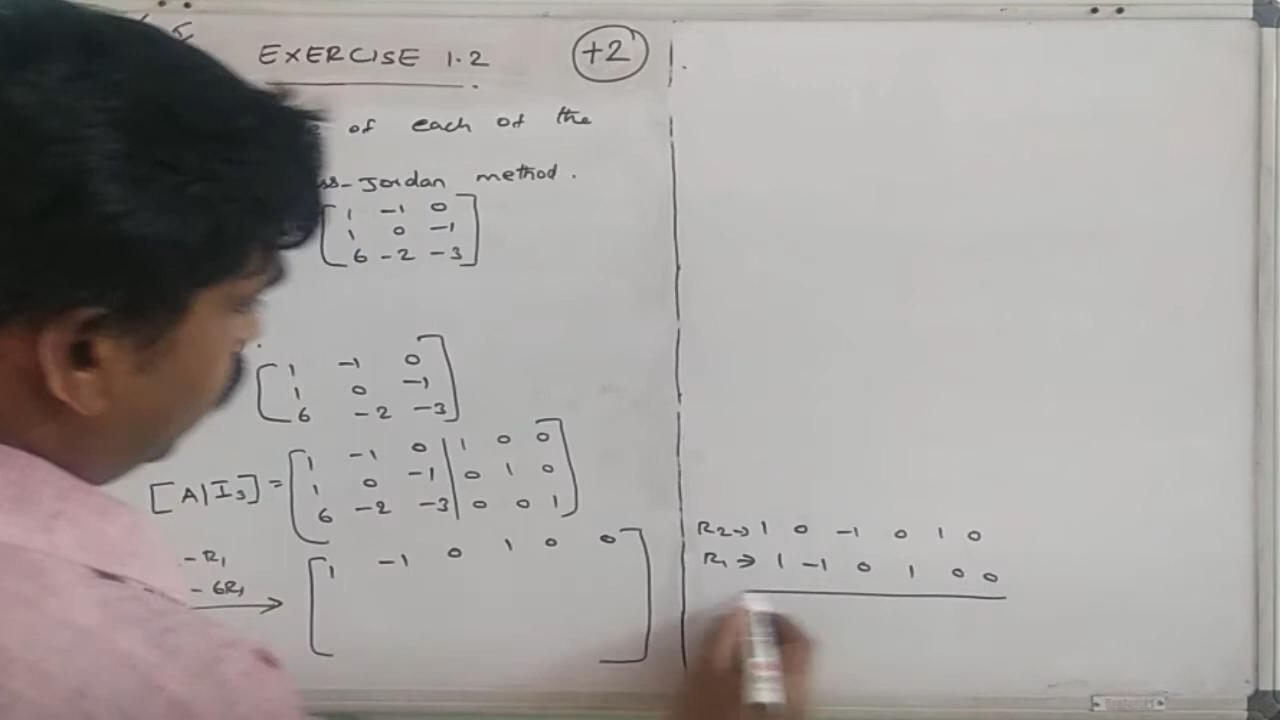 EXERCISE 1.2 +2
of each of the
Jordan method.
1 -1 0
1 0 -1
6 -2 -3
1 -1 0
1 0 -1
6 -2 -3
[A|I3] = 1 -1 0 | 1 0 0
1 0 -1 | 0 1 0
6 -2 -3 | 0 0 1
-R1
-6R1
→ 1 -1 0 1 0 0
R2→ 1 0 -1 0 1 0
R1→ 1 -1 0 1 0 0